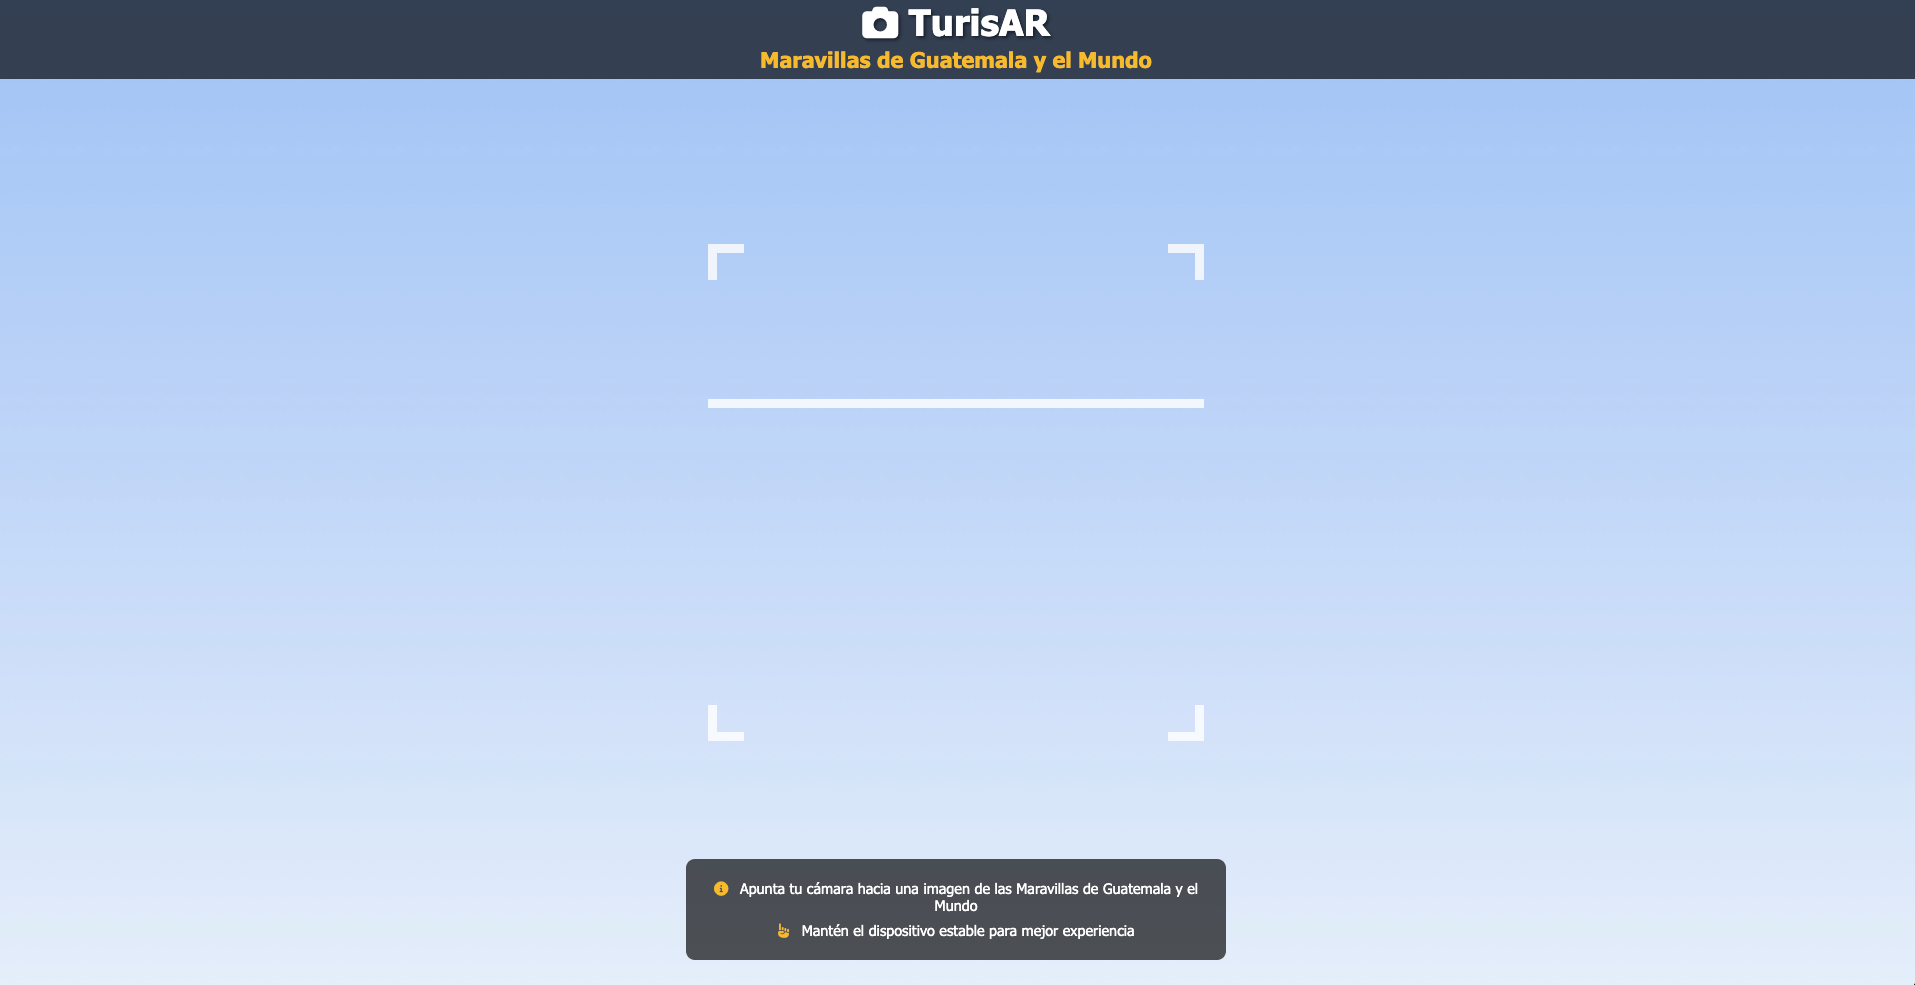 TurisAR
Maravillas de Guatemala y el Mundo
Apunta tu cámara hacia una imagen de las Maravillas de Guatemala y el
Mundo
Mantén el dispositivo estable para mejor experiencia